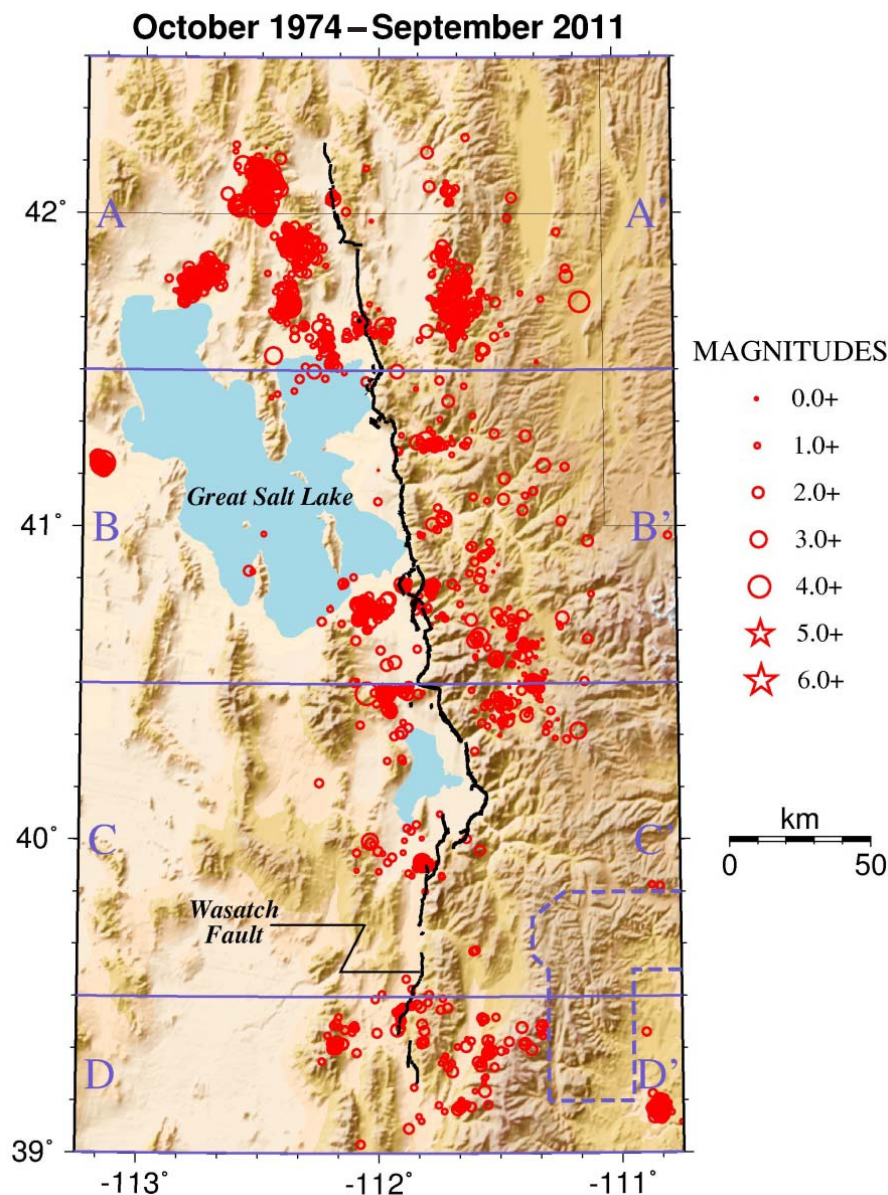 October 1974 – September 2011
42˚
A
A'
MAGNITUDES
0.0+
1.0+
2.0+
3.0+
4.0+
5.0+
6.0+
Great Salt Lake
41˚
B
B'
40˚
C
C'
km
0
50
Wasatch
Fault
D
D'
39˚
-113˚
-112˚
-111˚